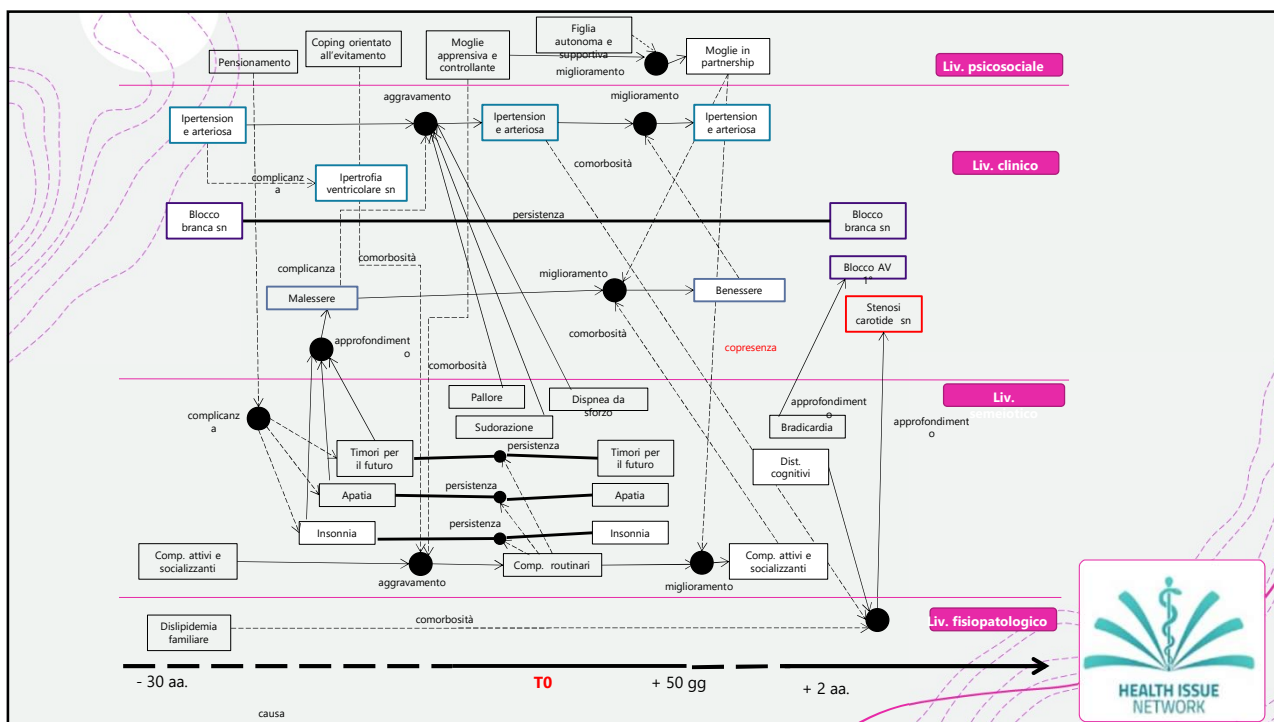 Coping orientato
all'evitamento
Moglie
apprensiva e
controllante
Figlia
autonoma e
supportiva
Moglie in
partnership
Pensionamento
miglioramento
Liv. psicosociale
aggravamento
miglioramento
Ipertension
e arteriosa
Ipertension
e arteriosa
Ipertension
e arteriosa
comorbosità
Liv. clinico
complicanz
a
Ipertrofia
ventricolare sn
Blocco
branca sn
persistenza
Blocco
branca sn
complicanza
comorbosità
miglioramento
Blocco AV
1°
Malessere
Benessere
Stenosi
carotide sn
approfondiment
o
comorbosità
comorbosità
copresenza
Pallore
Dispnea da
sforzo
Liv.
semeiotico
complicanz
a
Sudorazione
approfondiment
o
Bradicardia
approfondiment
o
Timori per
il futuro
persistenza
Timori per
il futuro
Dist.
cognitivi
Apatia
persistenza
Apatia
Insonnia
persistenza
Insonnia
Comp. attivi e
socializzanti
aggravamento
Comp. routinari
miglioramento
Comp. attivi e
socializzanti
Dislipidemia
familiare
comorbosità
Liv. fisiopatologico
- 30 aa.
T0
+ 50 gg
+ 2 aa.
causa
HEALTH ISSUE
NETWORK